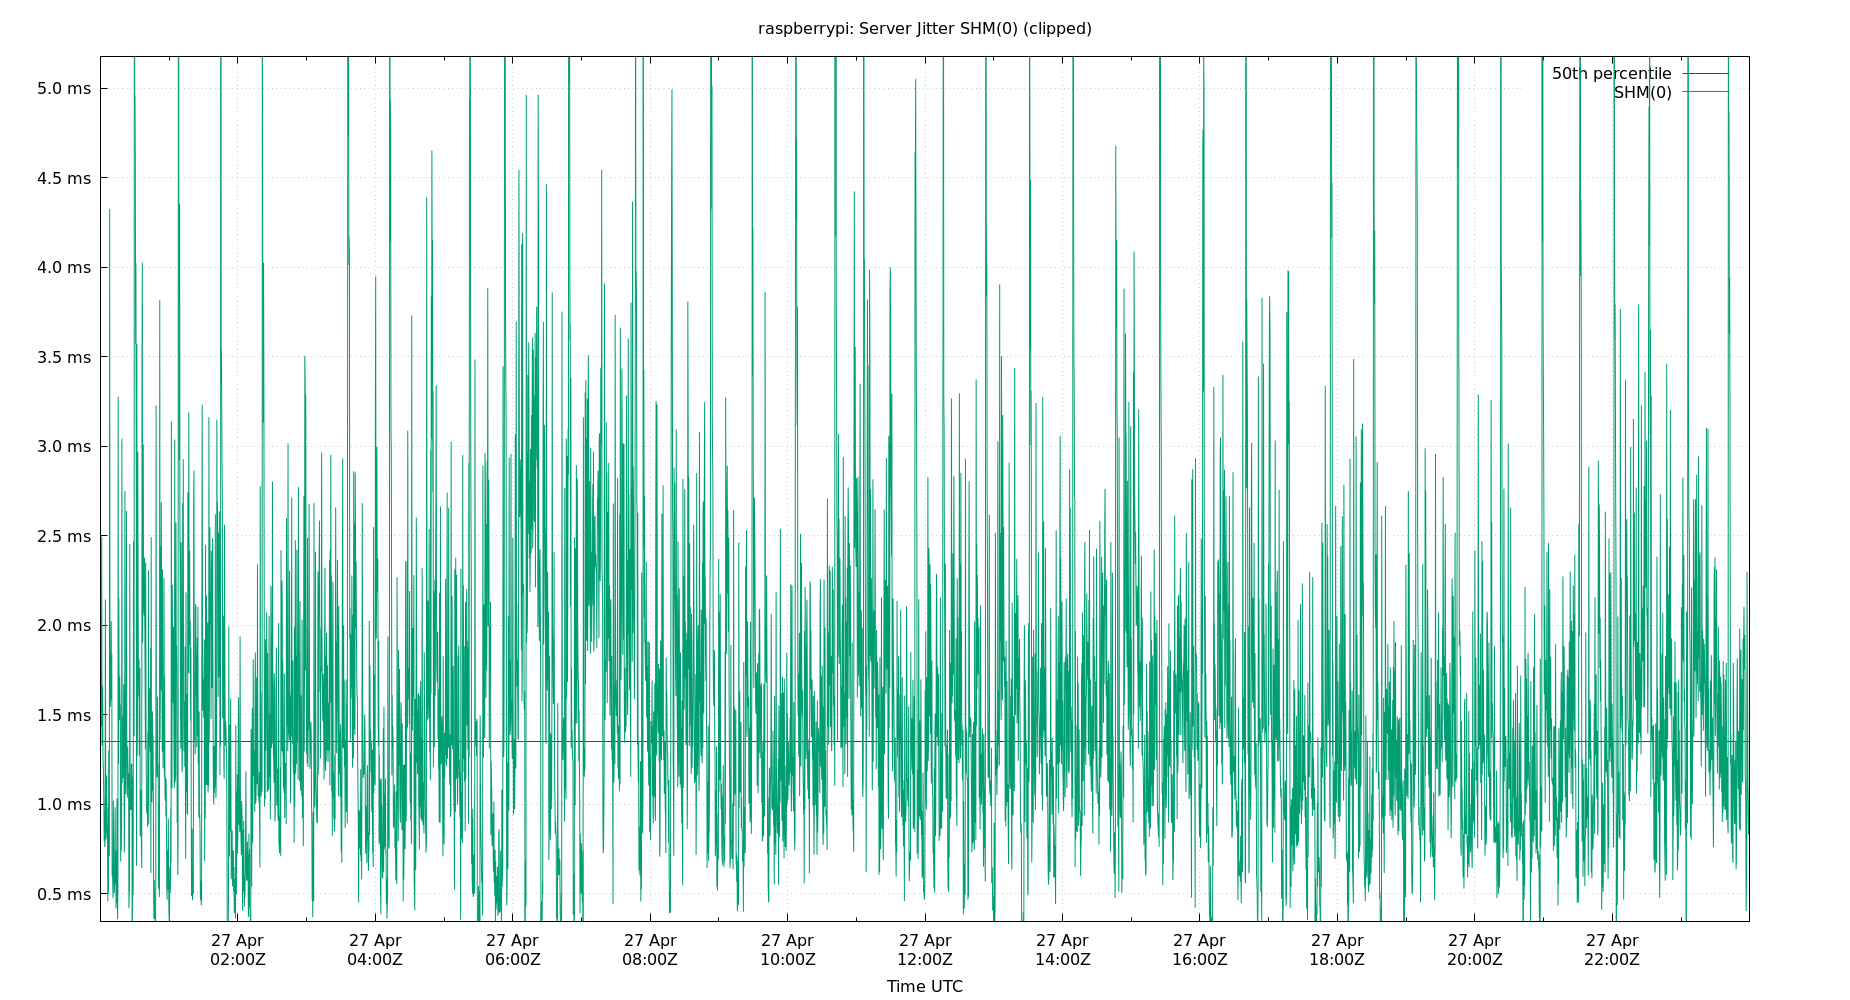 raspberrypi: Server Jitter SHM(0) (clipped)
50th percentile
SHM(0)
5.0 ms
4.5 ms
4.0 ms
3.5 ms
3.0 ms
2.5 ms
2.0 ms
1.5 ms
1.0 ms
0.5 ms
27 Apr 27 Apr 27 Apr 27 Apr 27 Apr 27 Apr 27 Apr 27 Apr 27 Apr 27 Apr 27 Apr
02:00Z 04:00Z 06:00Z 08:00Z 10:00Z 12:00Z 14:00Z 16:00Z 18:00Z 20:00Z 22:00Z
Time UTC